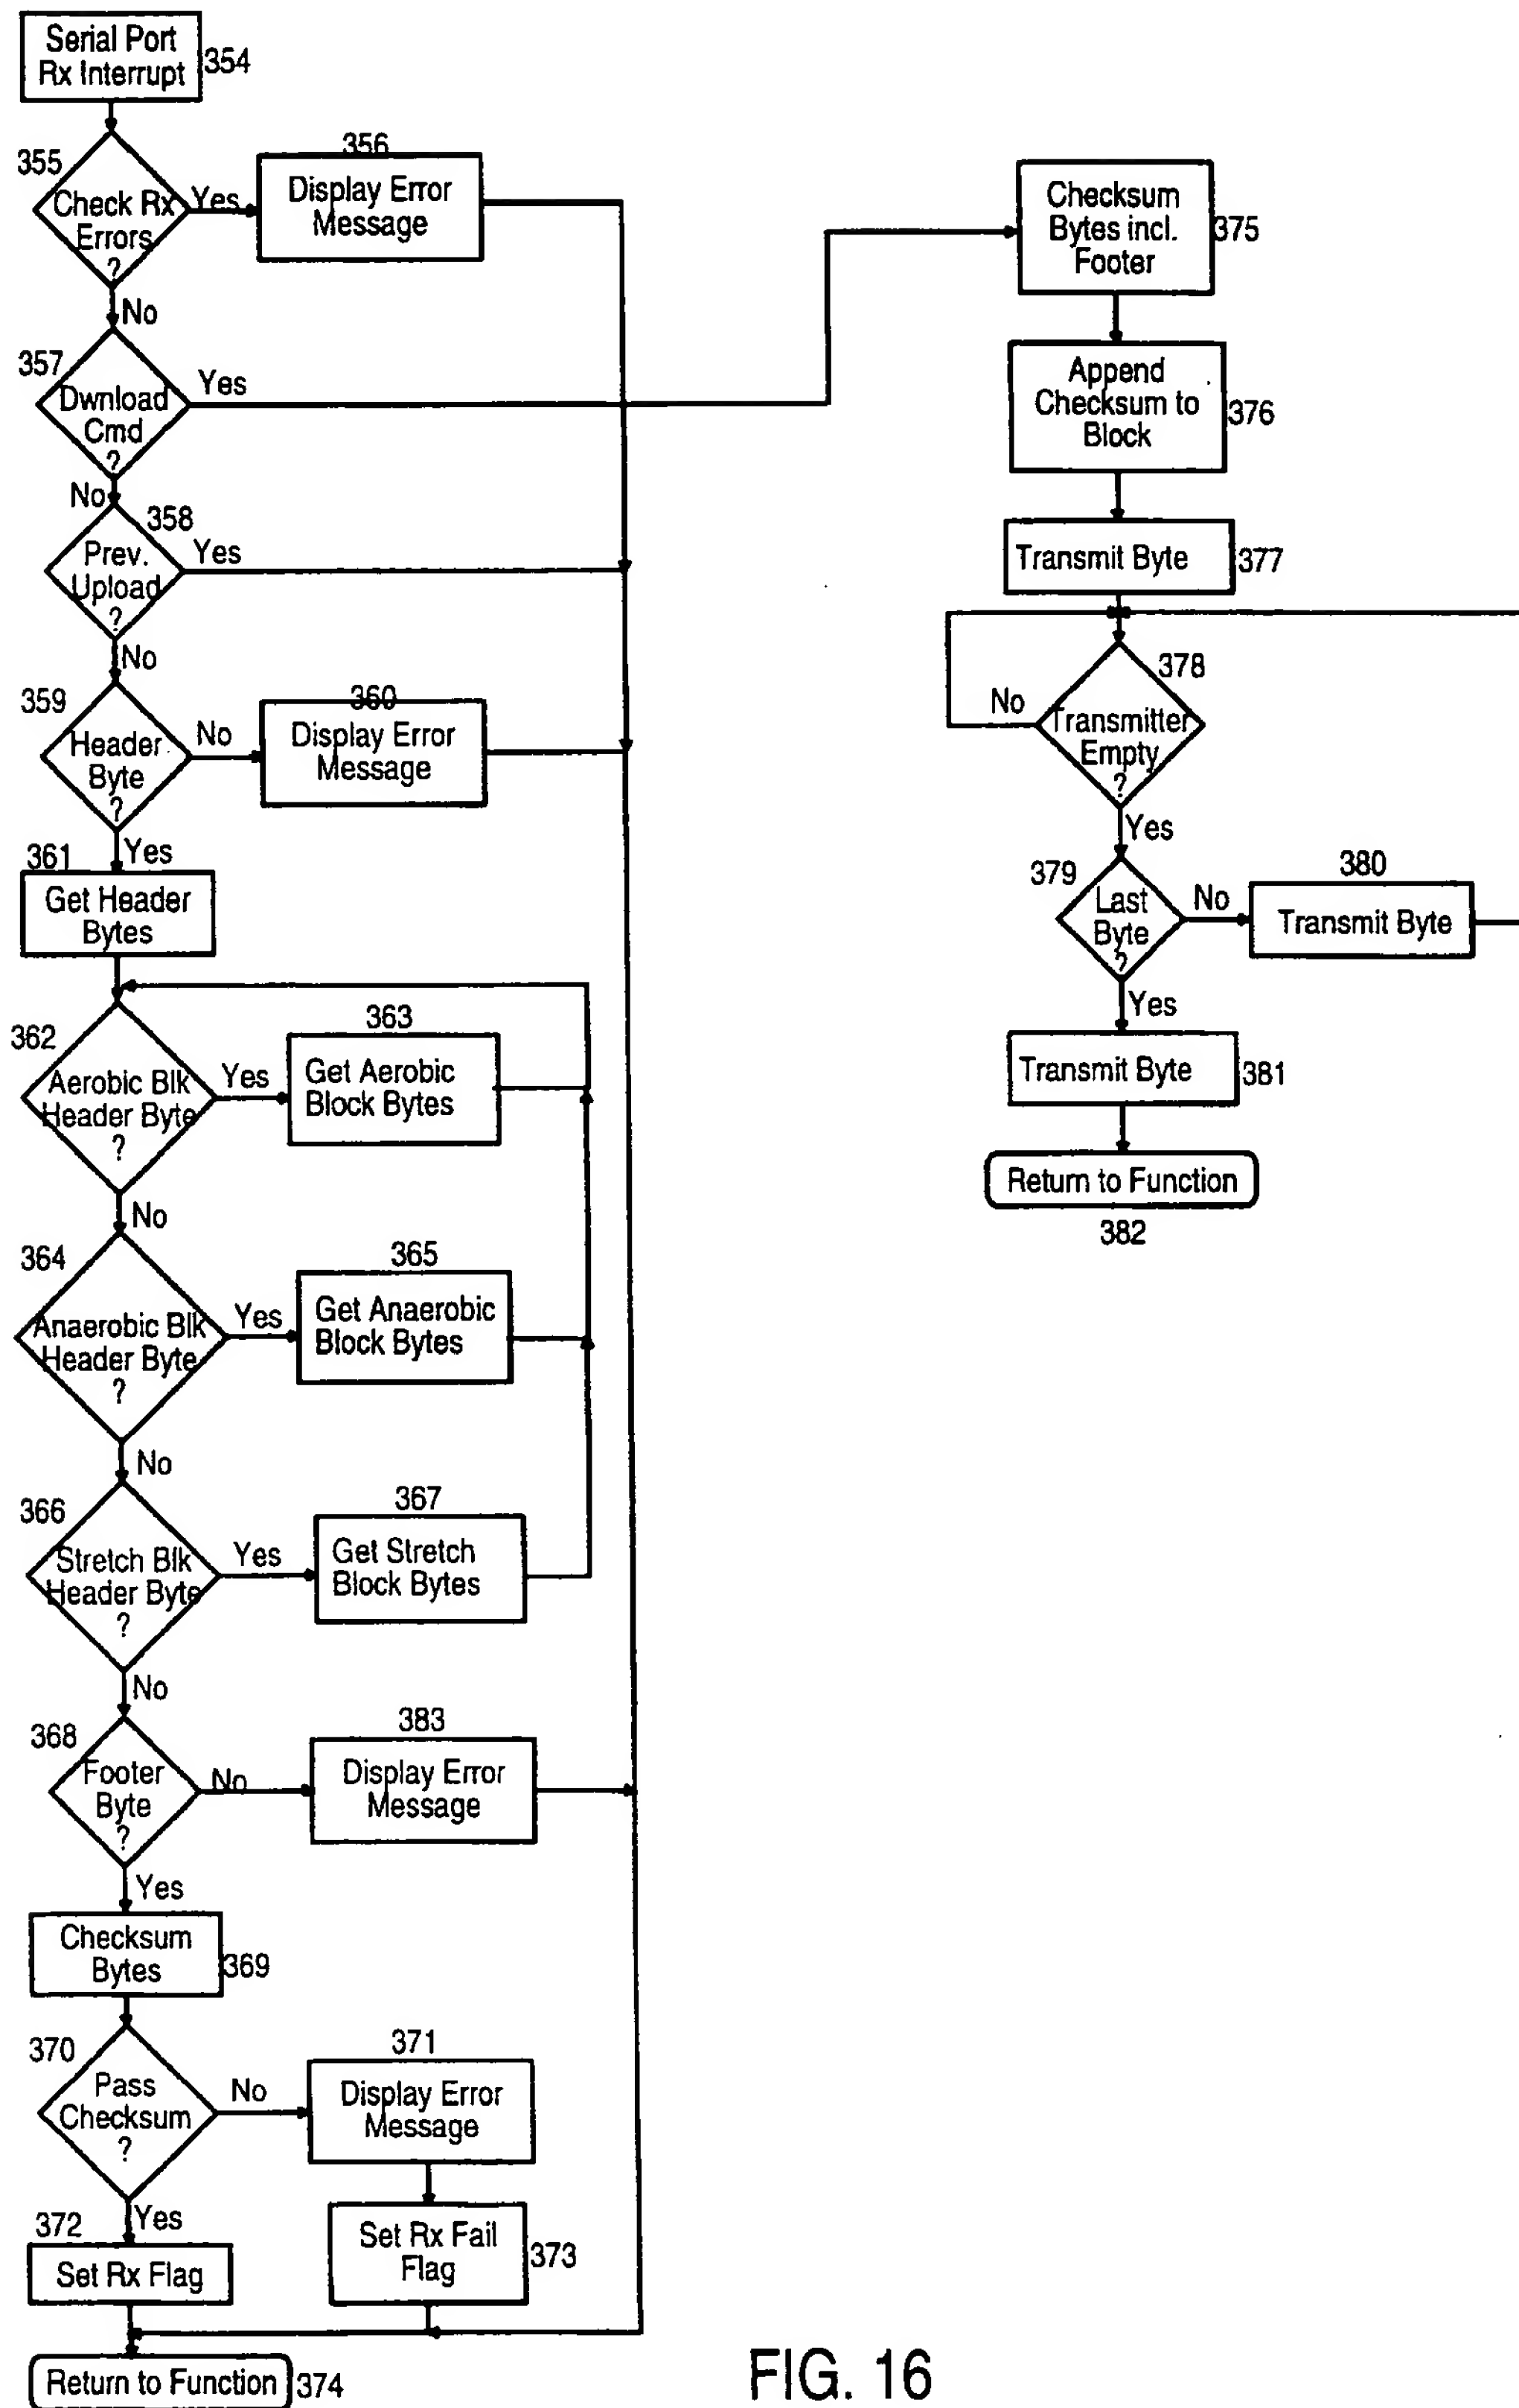 Serial Port
Rx Interrupt
354
355
Check Rx
Errors
?
Yes
356
Display Error
Message
No
357
Dwnload
Cmd
?
Yes
No
358
Prev.
Upload
?
Yes
No
359
Header
Byte
?
No
360
Display Error
Message
Yes
361
Get Header
Bytes
362
Aerobic Blk
Header Byte
?
Yes
363
Get Aerobic
Block Bytes
No
364
Anaerobic Blk
Header Byte
?
Yes
365
Get Anaerobic
Block Bytes
No
366
Stretch Blk
Header Byte
?
Yes
367
Get Stretch
Block Bytes
No
368
Footer
Byte
?
No
383
Display Error
Message
Yes
Checksum
Bytes
369
370
Pass
Checksum
?
No
371
Display Error
Message
Yes
372
Set Rx Flag
Set Rx Fail
Flag
373
Return to Function
374
Checksum
Bytes incl.
Footer
375
Append
Checksum to
Block
376
Transmit Byte
377
378
No
Transmitter
Empty
?
Yes
379
Last
Byte
?
No
380
Transmit Byte
Yes
Transmit Byte
381
Return to Function
382
FIG. 16